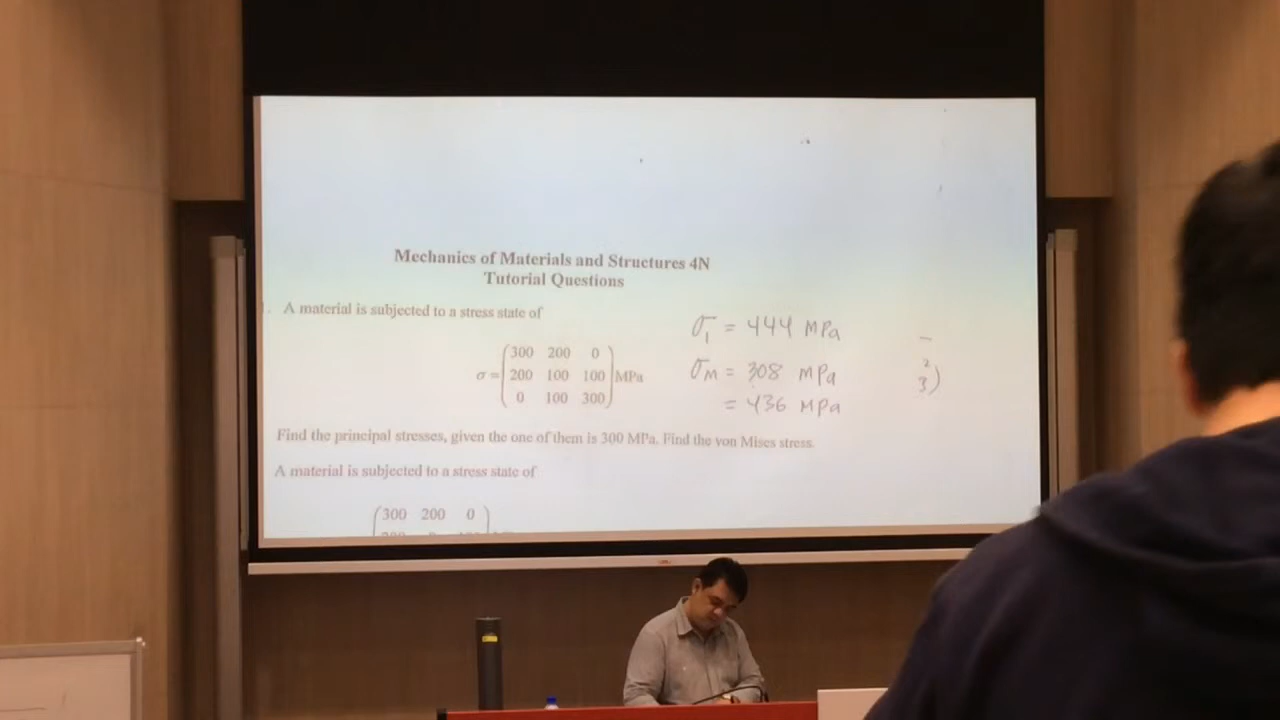 Mechanics of Materials and Structures 4N
Tutorial Questions
1. A material is subjected to a stress state of
σ = (300 200 0
200 100 100
0 100 300) MPa
σ1 = 444 MPa
σM = 308 MPa
= 436 MPa
2
3)
Find the principal stresses, given the one of them is 300 MPa. Find the von Mises stress.
A material is subjected to a stress state of
(300 200 0)